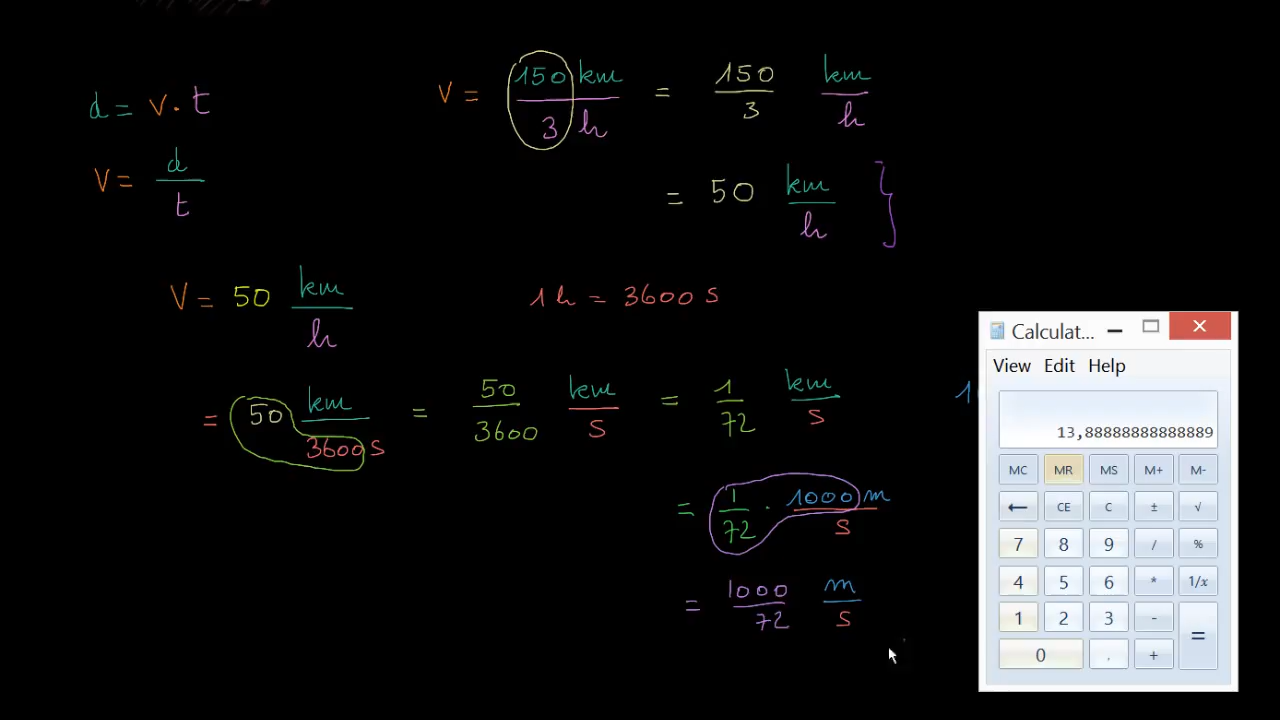 d = v · t
v = 150 km / 3 h = 150/3 km/h
v = d/t
= 50 km/h }
v = 50 km/h
1 h = 3600 s
= 50 km / 3600 s = 50/3600 km/s = 1/72 km/s
= 1/72 · 1000 m / s
= 1000/72 m/s
Calculat...
View Edit Help
13,88888888888889
MC MR MS M+ M-
← CE C ± √
7 8 9 / %
4 5 6 * 1/x
1 2 3 - =
0 , +